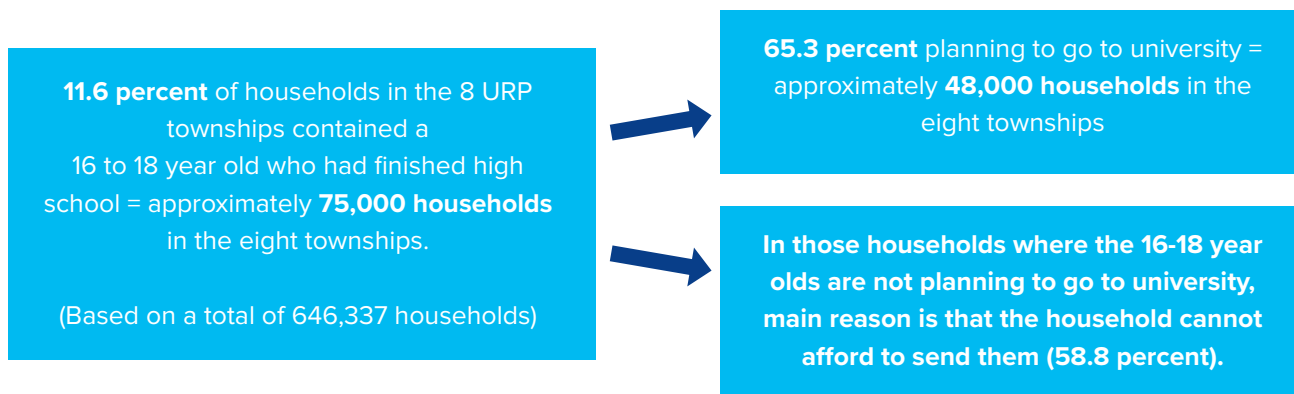 11.6 percent of households in the 8 URP
townships contained a
16 to 18 year old who had finished high
school = approximately 75,000 households
in the eight townships.
(Based on a total of 646,337 households)
65.3 percent planning to go to university =
approximately 48,000 households in the
eight townships
In those households where the 16-18 year
olds are not planning to go to university,
main reason is that the household cannot
afford to send them (58.8 percent).